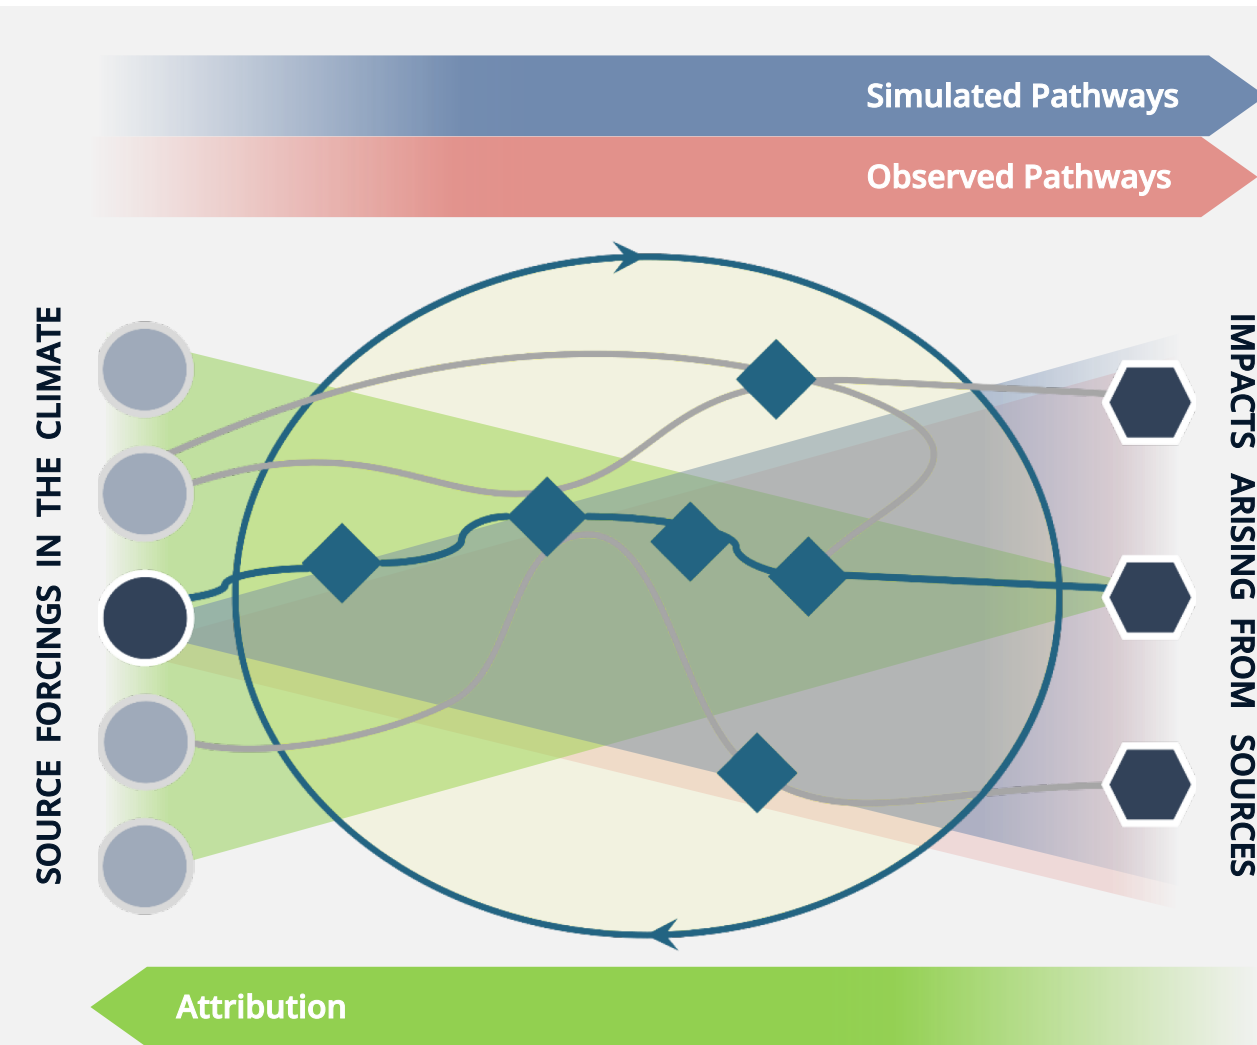 Simulated Pathways
Observed Pathways
SOURCE FORCINGS IN THE CLIMATE
IMPACTS ARISING FROM SOURCES
Attribution